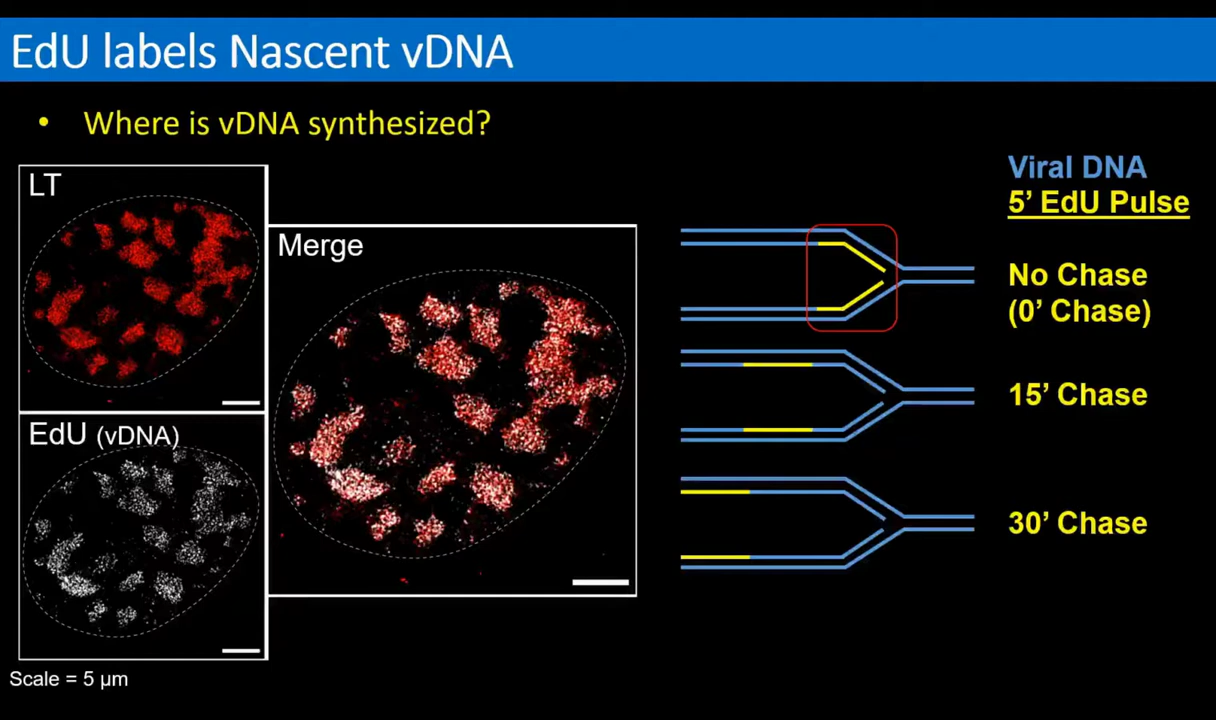 EdU labels Nascent vDNA
• Where is vDNA synthesized?
LT
Merge
EdU (vDNA)
Scale = 5 µm
Viral DNA
5’ EdU Pulse
No Chase
(0’ Chase)
15’ Chase
30’ Chase